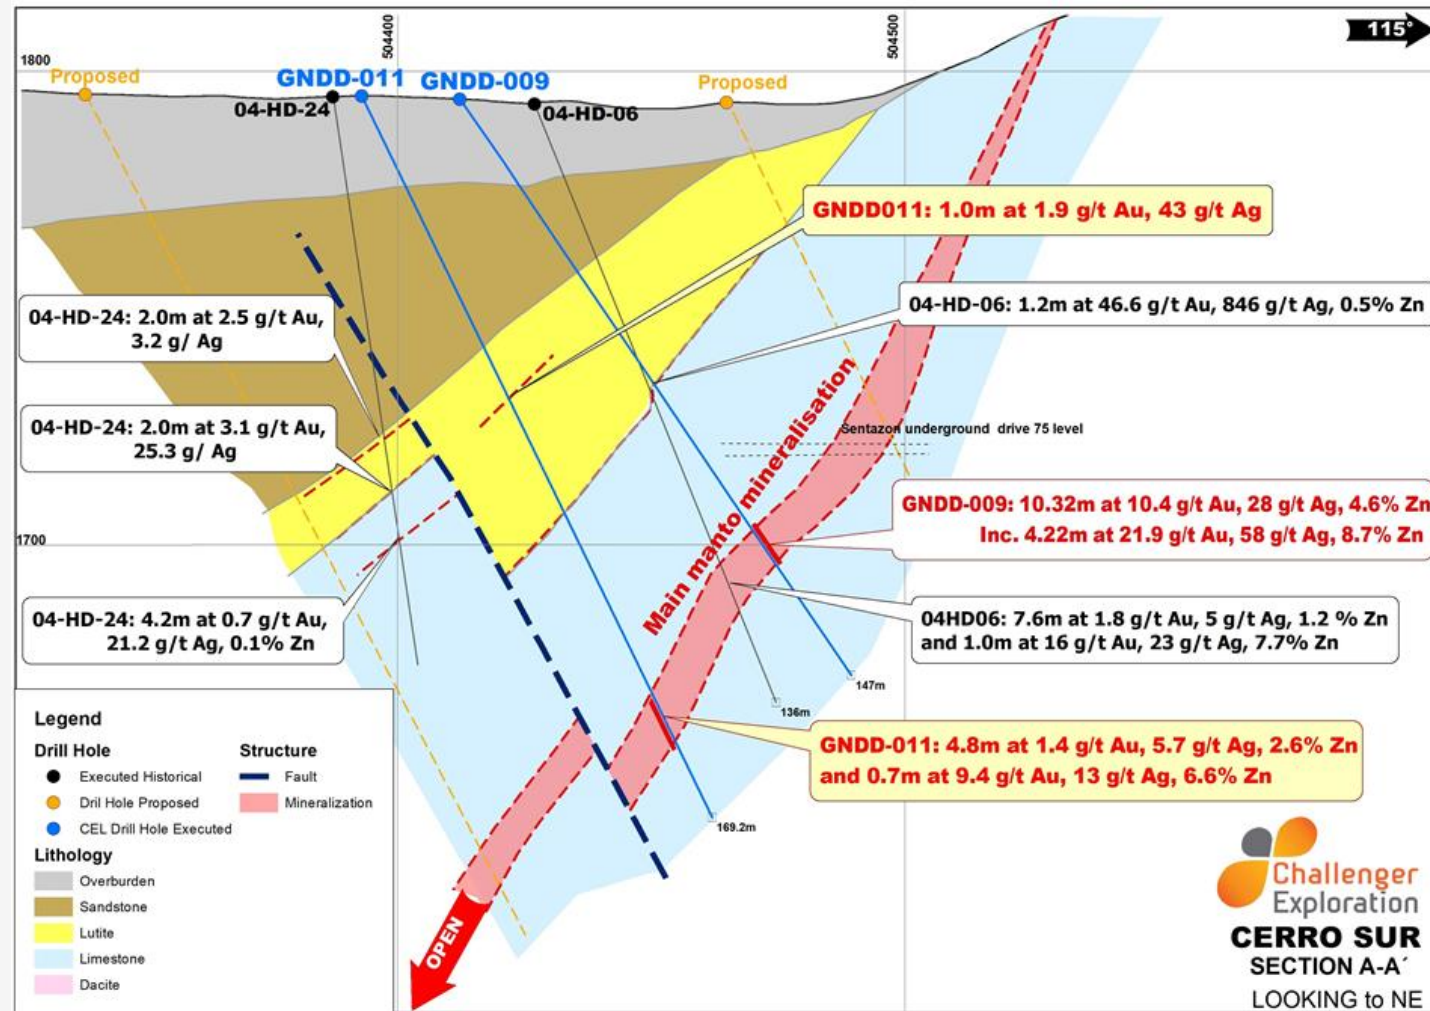 115°
504400
504500
1800
Proposed
GNDD-011
GNDD-009
Proposed
04-HD-24
04-HD-06
GNDD011: 1.0m at 1.9 g/t Au, 43 g/t Ag
04-HD-24: 2.0m at 2.5 g/t Au,
3.2 g/ Ag
04-HD-06: 1.2m at 46.6 g/t Au, 846 g/t Ag, 0.5% Zn
04-HD-24: 2.0m at 3.1 g/t Au,
25.3 g/ Ag
Main manto mineralisation
Sentazon underground drive 75 level
GNDD-009: 10.32m at 10.4 g/t Au, 28 g/t Ag, 4.6% Zn
Inc. 4.22m at 21.9 g/t Au, 58 g/t Ag, 8.7% Zn
1700
04-HD-24: 4.2m at 0.7 g/t Au,
21.2 g/t Ag, 0.1% Zn
04HD06: 7.6m at 1.8 g/t Au, 5 g/t Ag, 1.2 % Zn
and 1.0m at 16 g/t Au, 23 g/t Ag, 7.7% Zn
147m
136m
GNDD-011: 4.8m at 1.4 g/t Au, 5.7 g/t Ag, 2.6% Zn
and 0.7m at 9.4 g/t Au, 13 g/t Ag, 6.6% Zn
169.2m
OPEN
Legend
Drill Hole
Executed Historical
Dril Hole Proposed
CEL Drill Hole Executed
Structure
Fault
Mineralization
Lithology
Overburden
Sandstone
Lutite
Limestone
Dacite
Challenger
Exploration
CERRO SUR
SECTION A-A´
LOOKING to NE